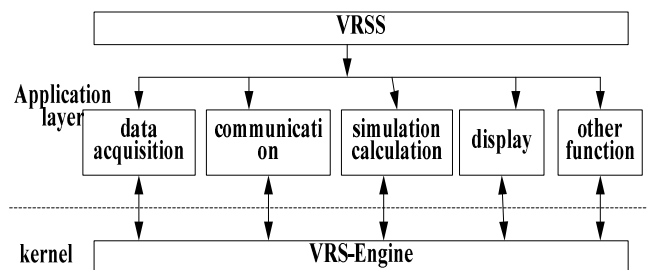 VRSS
Application
layer
data
acquisition
communicati
on
simulation
calculation
display
other
function
kernel
VRS-Engine